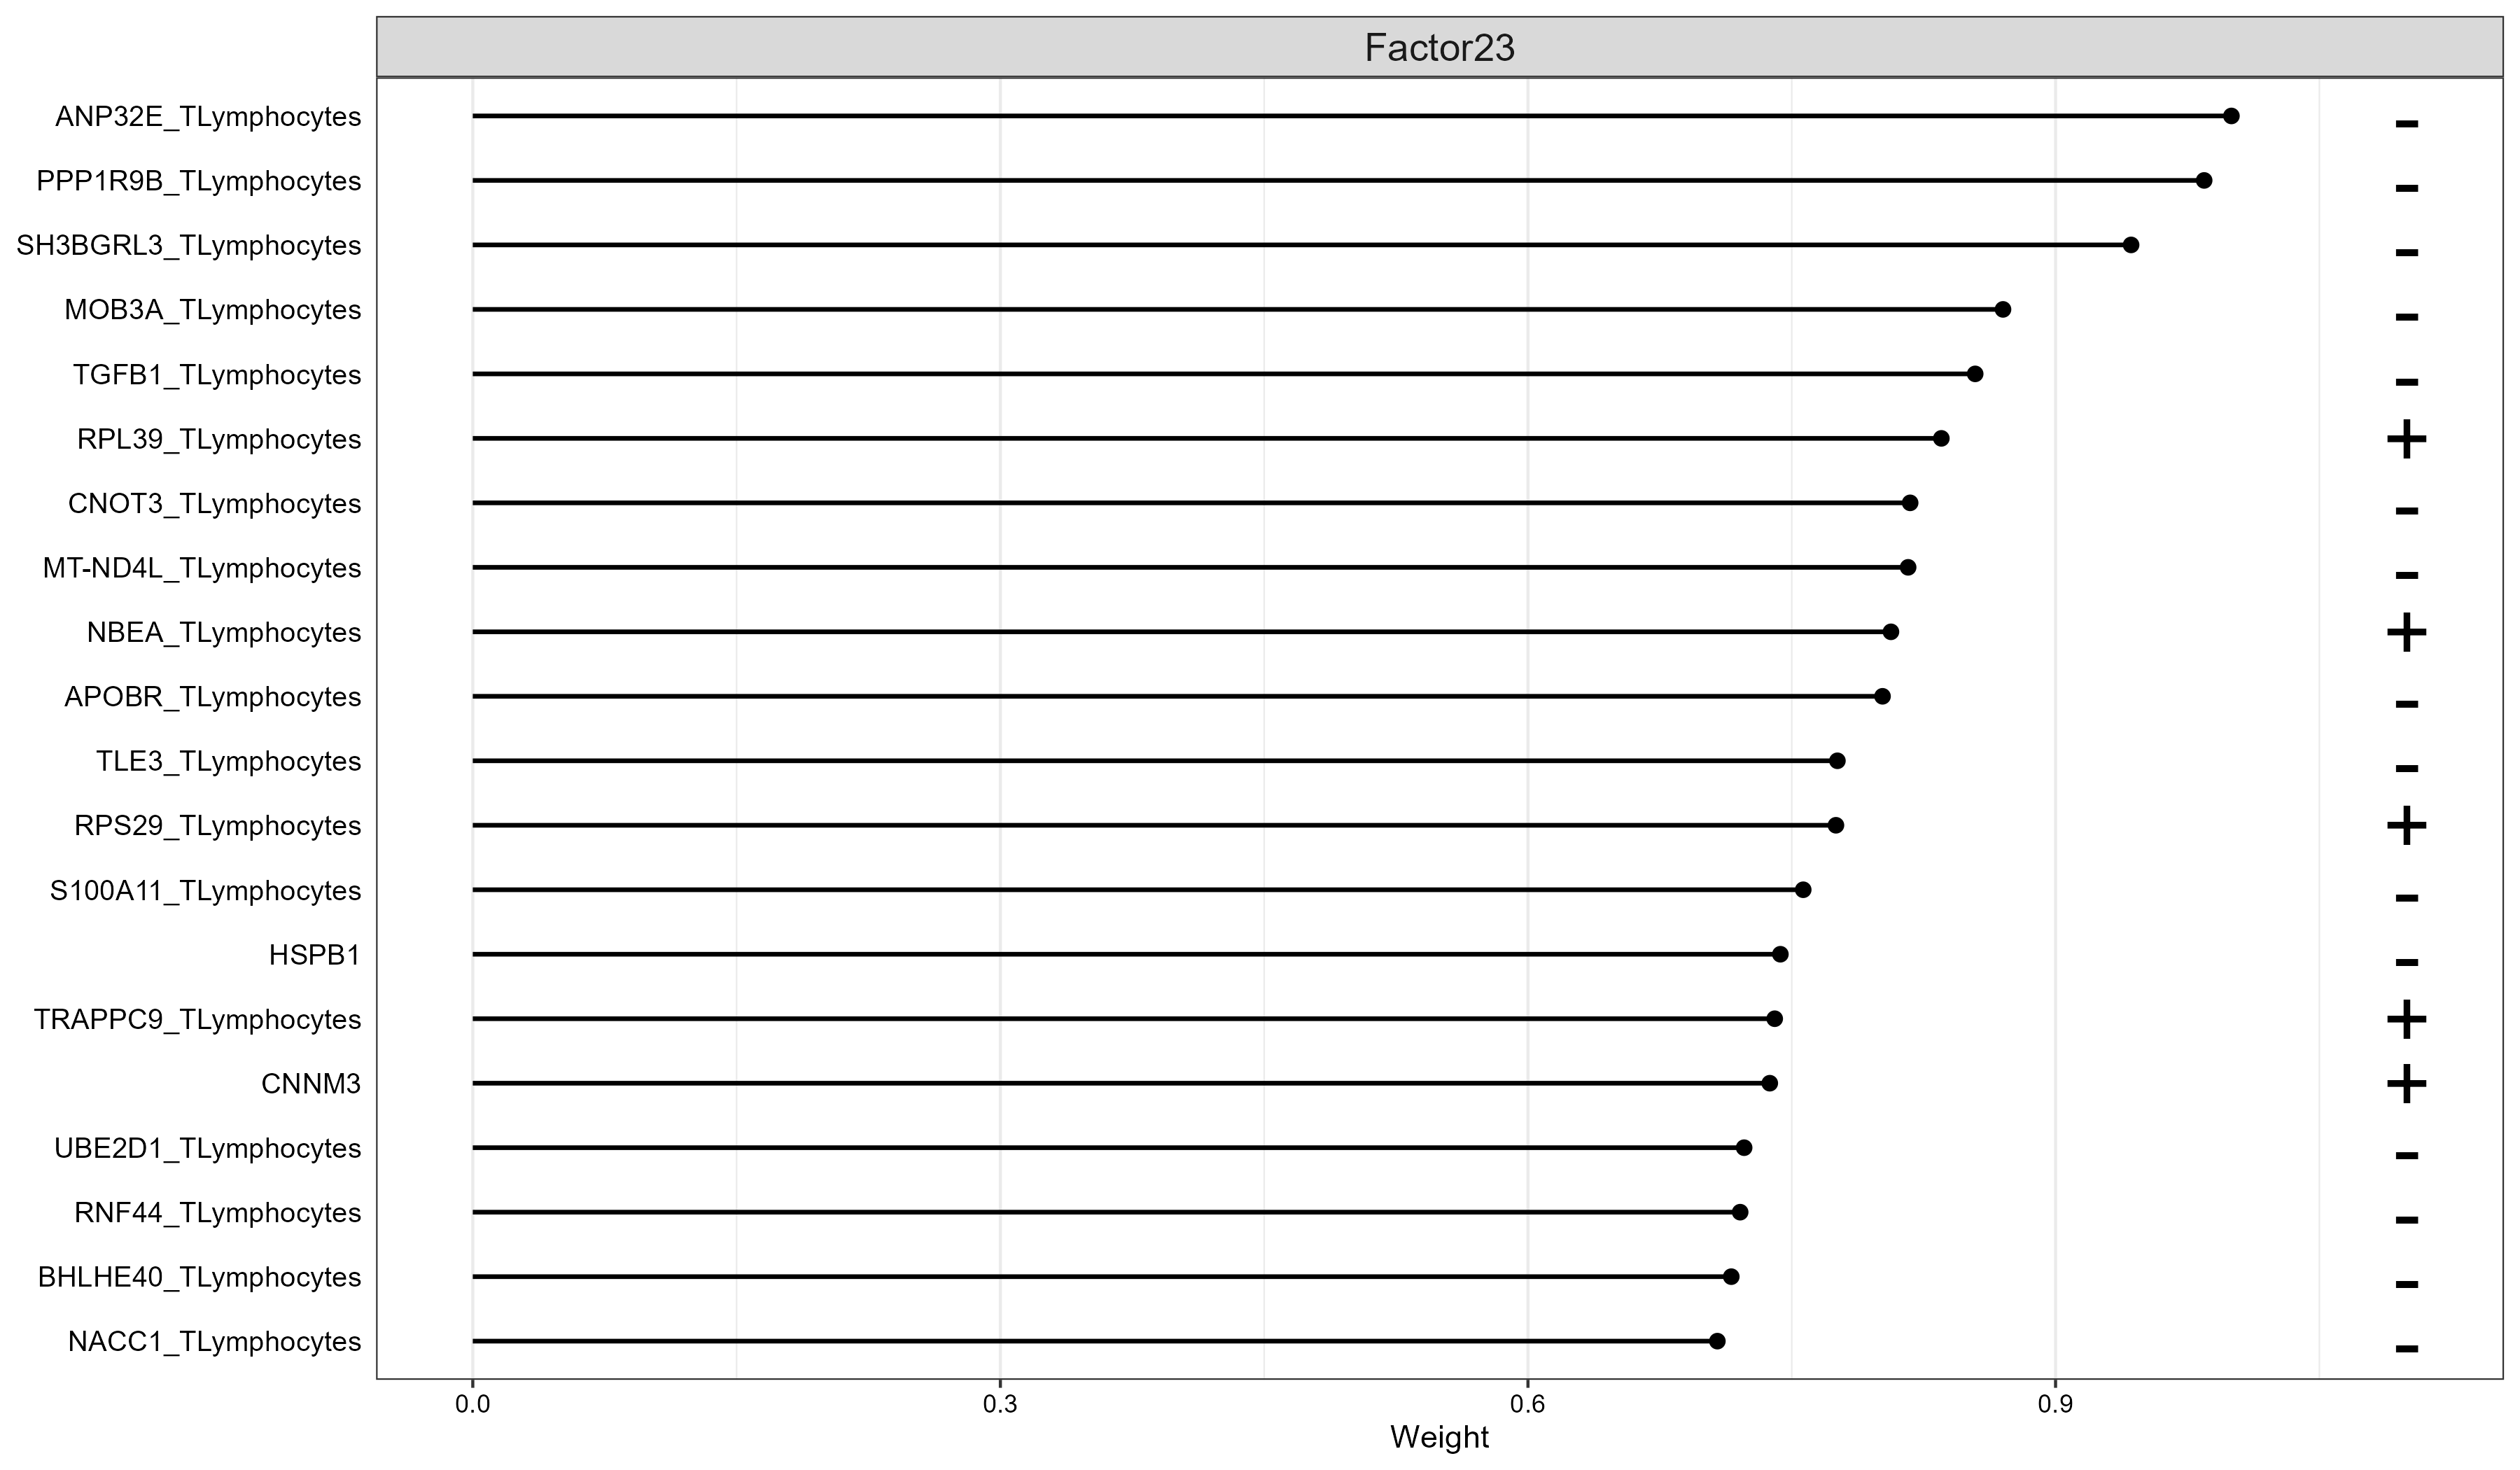 Factor23
ANP32E_TLymphocytes -
PPP1R9B_TLymphocytes -
SH3BGRL3_TLymphocytes -
MOB3A_TLymphocytes -
TGFB1_TLymphocytes -
RPL39_TLymphocytes +
CNOT3_TLymphocytes -
MT-ND4L_TLymphocytes -
NBEA_TLymphocytes +
APOBR_TLymphocytes -
TLE3_TLymphocytes -
RPS29_TLymphocytes +
S100A11_TLymphocytes -
HSPB1 -
TRAPPC9_TLymphocytes +
CNNM3 +
UBE2D1_TLymphocytes -
RNF44_TLymphocytes -
BHLHE40_TLymphocytes -
NACC1_TLymphocytes -
0.0 0.3 0.6 0.9
Weight